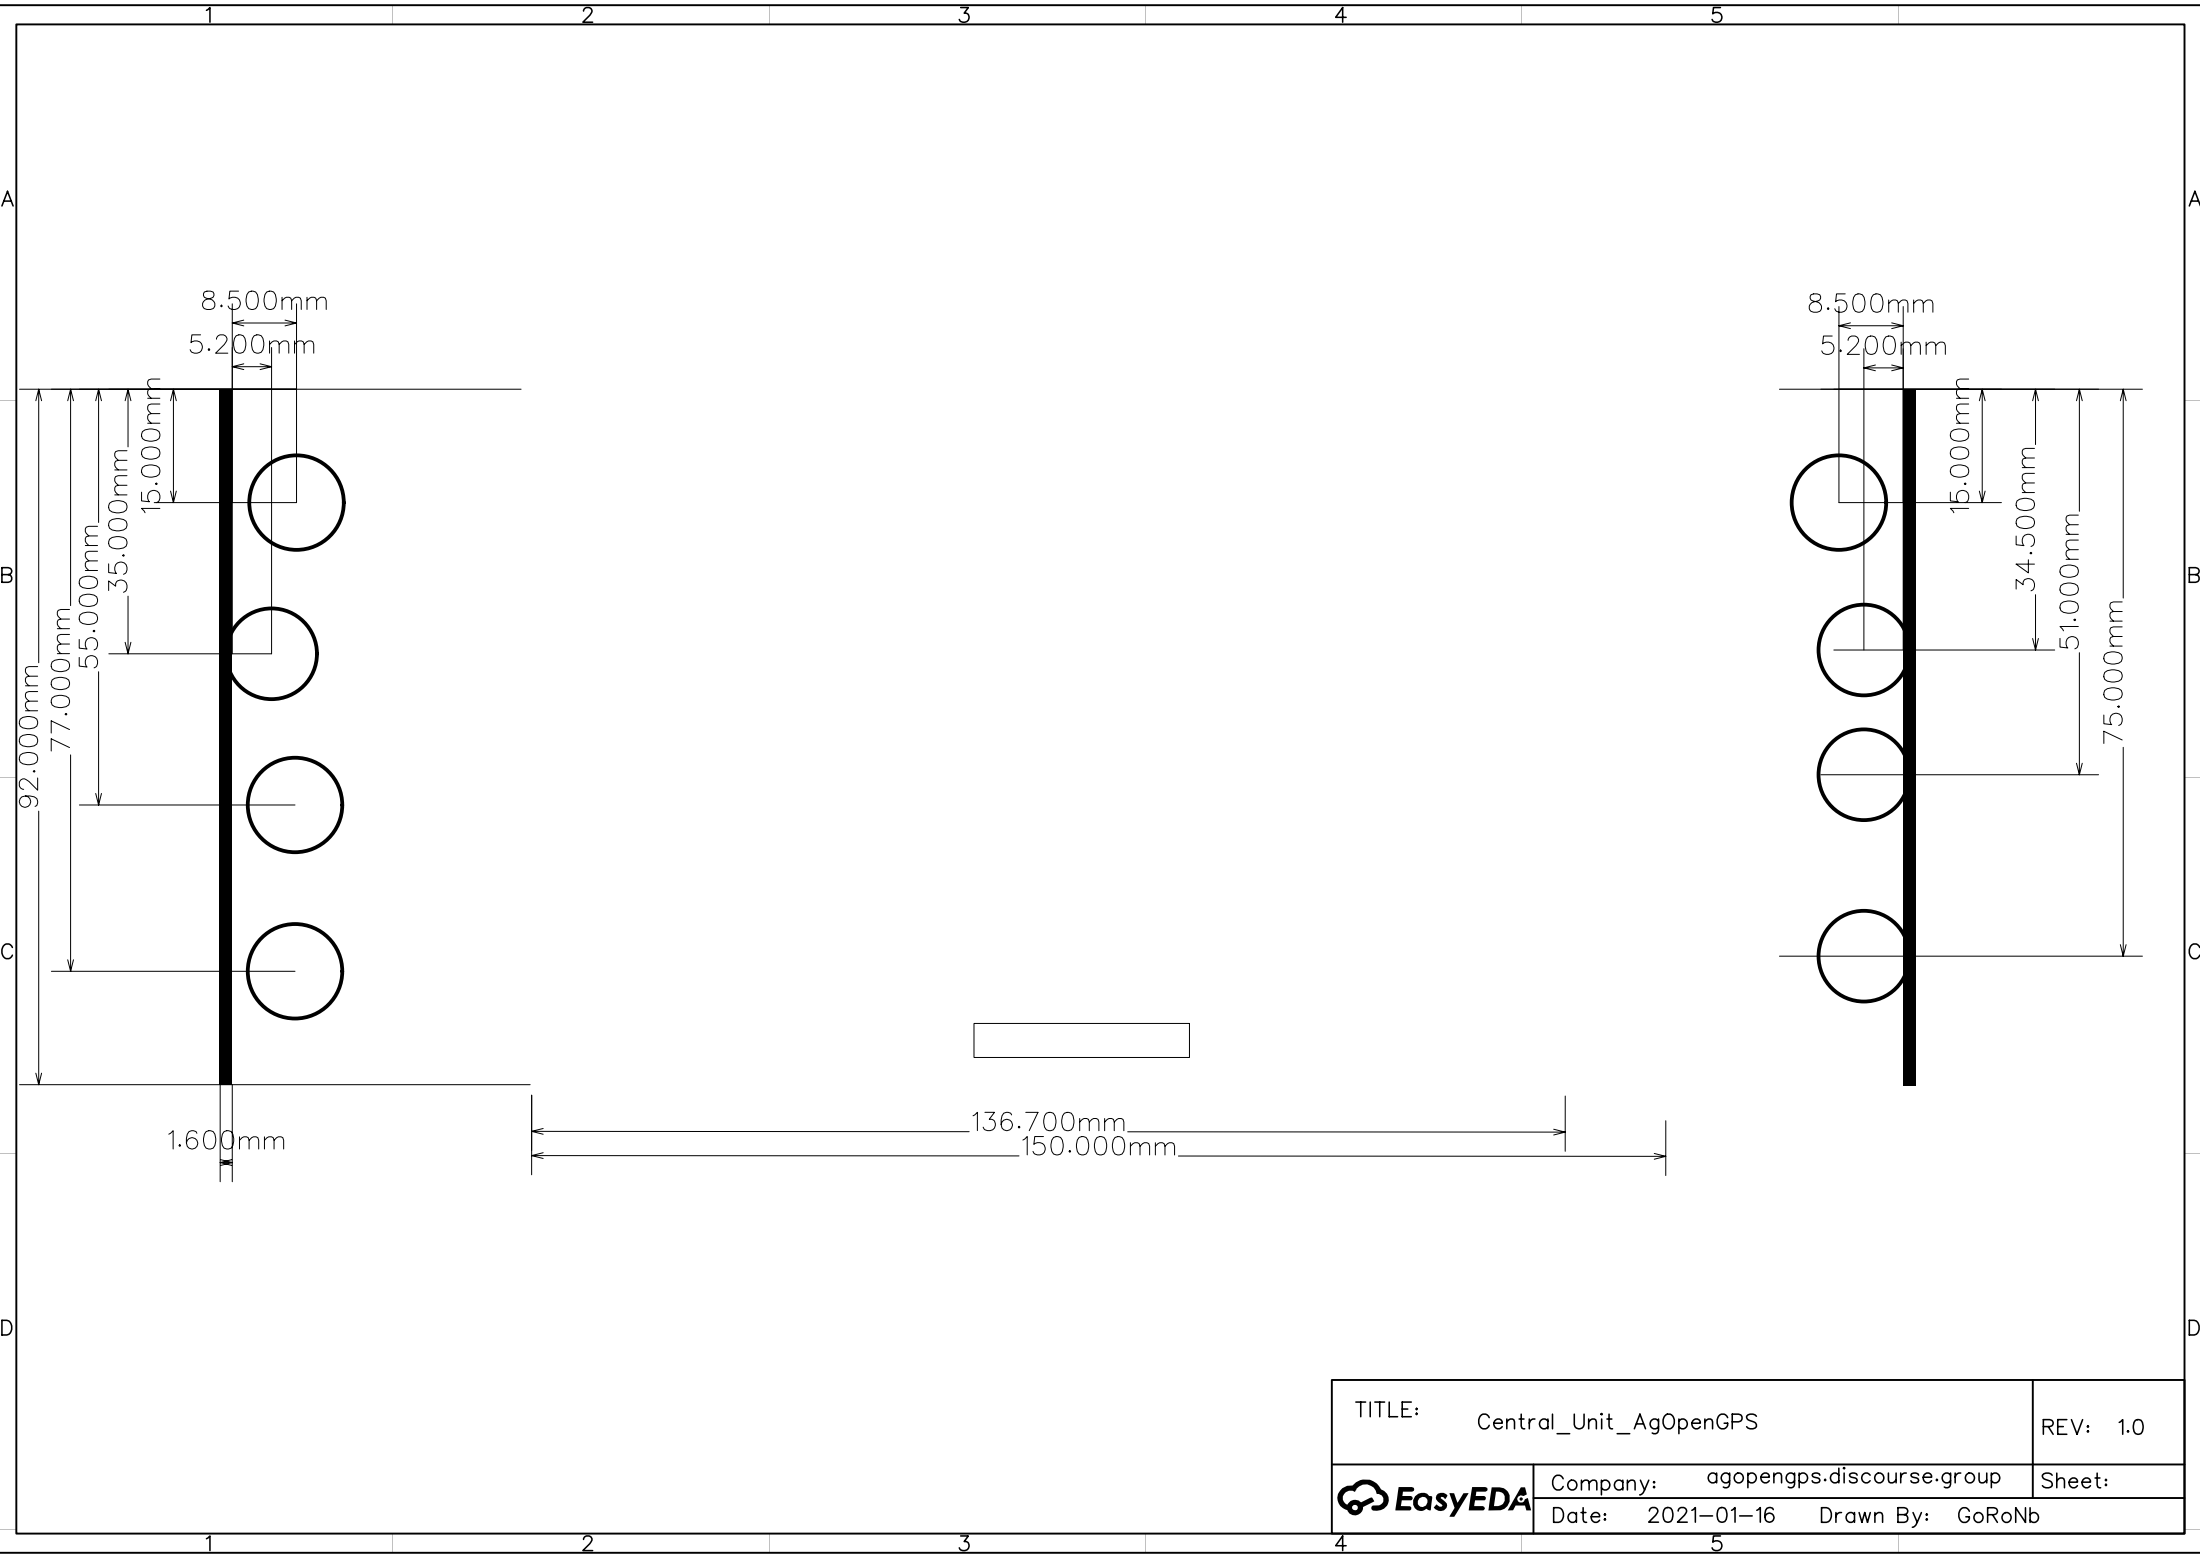 1 2 3 4 5
A A
8.500mm 8.500mm
5.200mm 5.200mm
15.000mm
35.000mm
55.000mm
77.000mm
92.000mm
15.000mm
34.500mm
51.000mm
75.000mm
B B
C C
136.700mm
1.600mm
150.000mm
D D
TITLE: Central_Unit_AgOpenGPS
REV: 1.0
EasyEDA
Company: agopengps.discourse.group
Sheet:
Date: 2021-01-16 Drawn By: GoRoNb
1 2 3 4 5